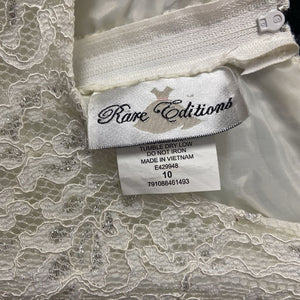 Rare Editions
TUMBLE DRY LOW
DO NOT IRON
MADE IN VIETNAM
E429948
10
791088461493